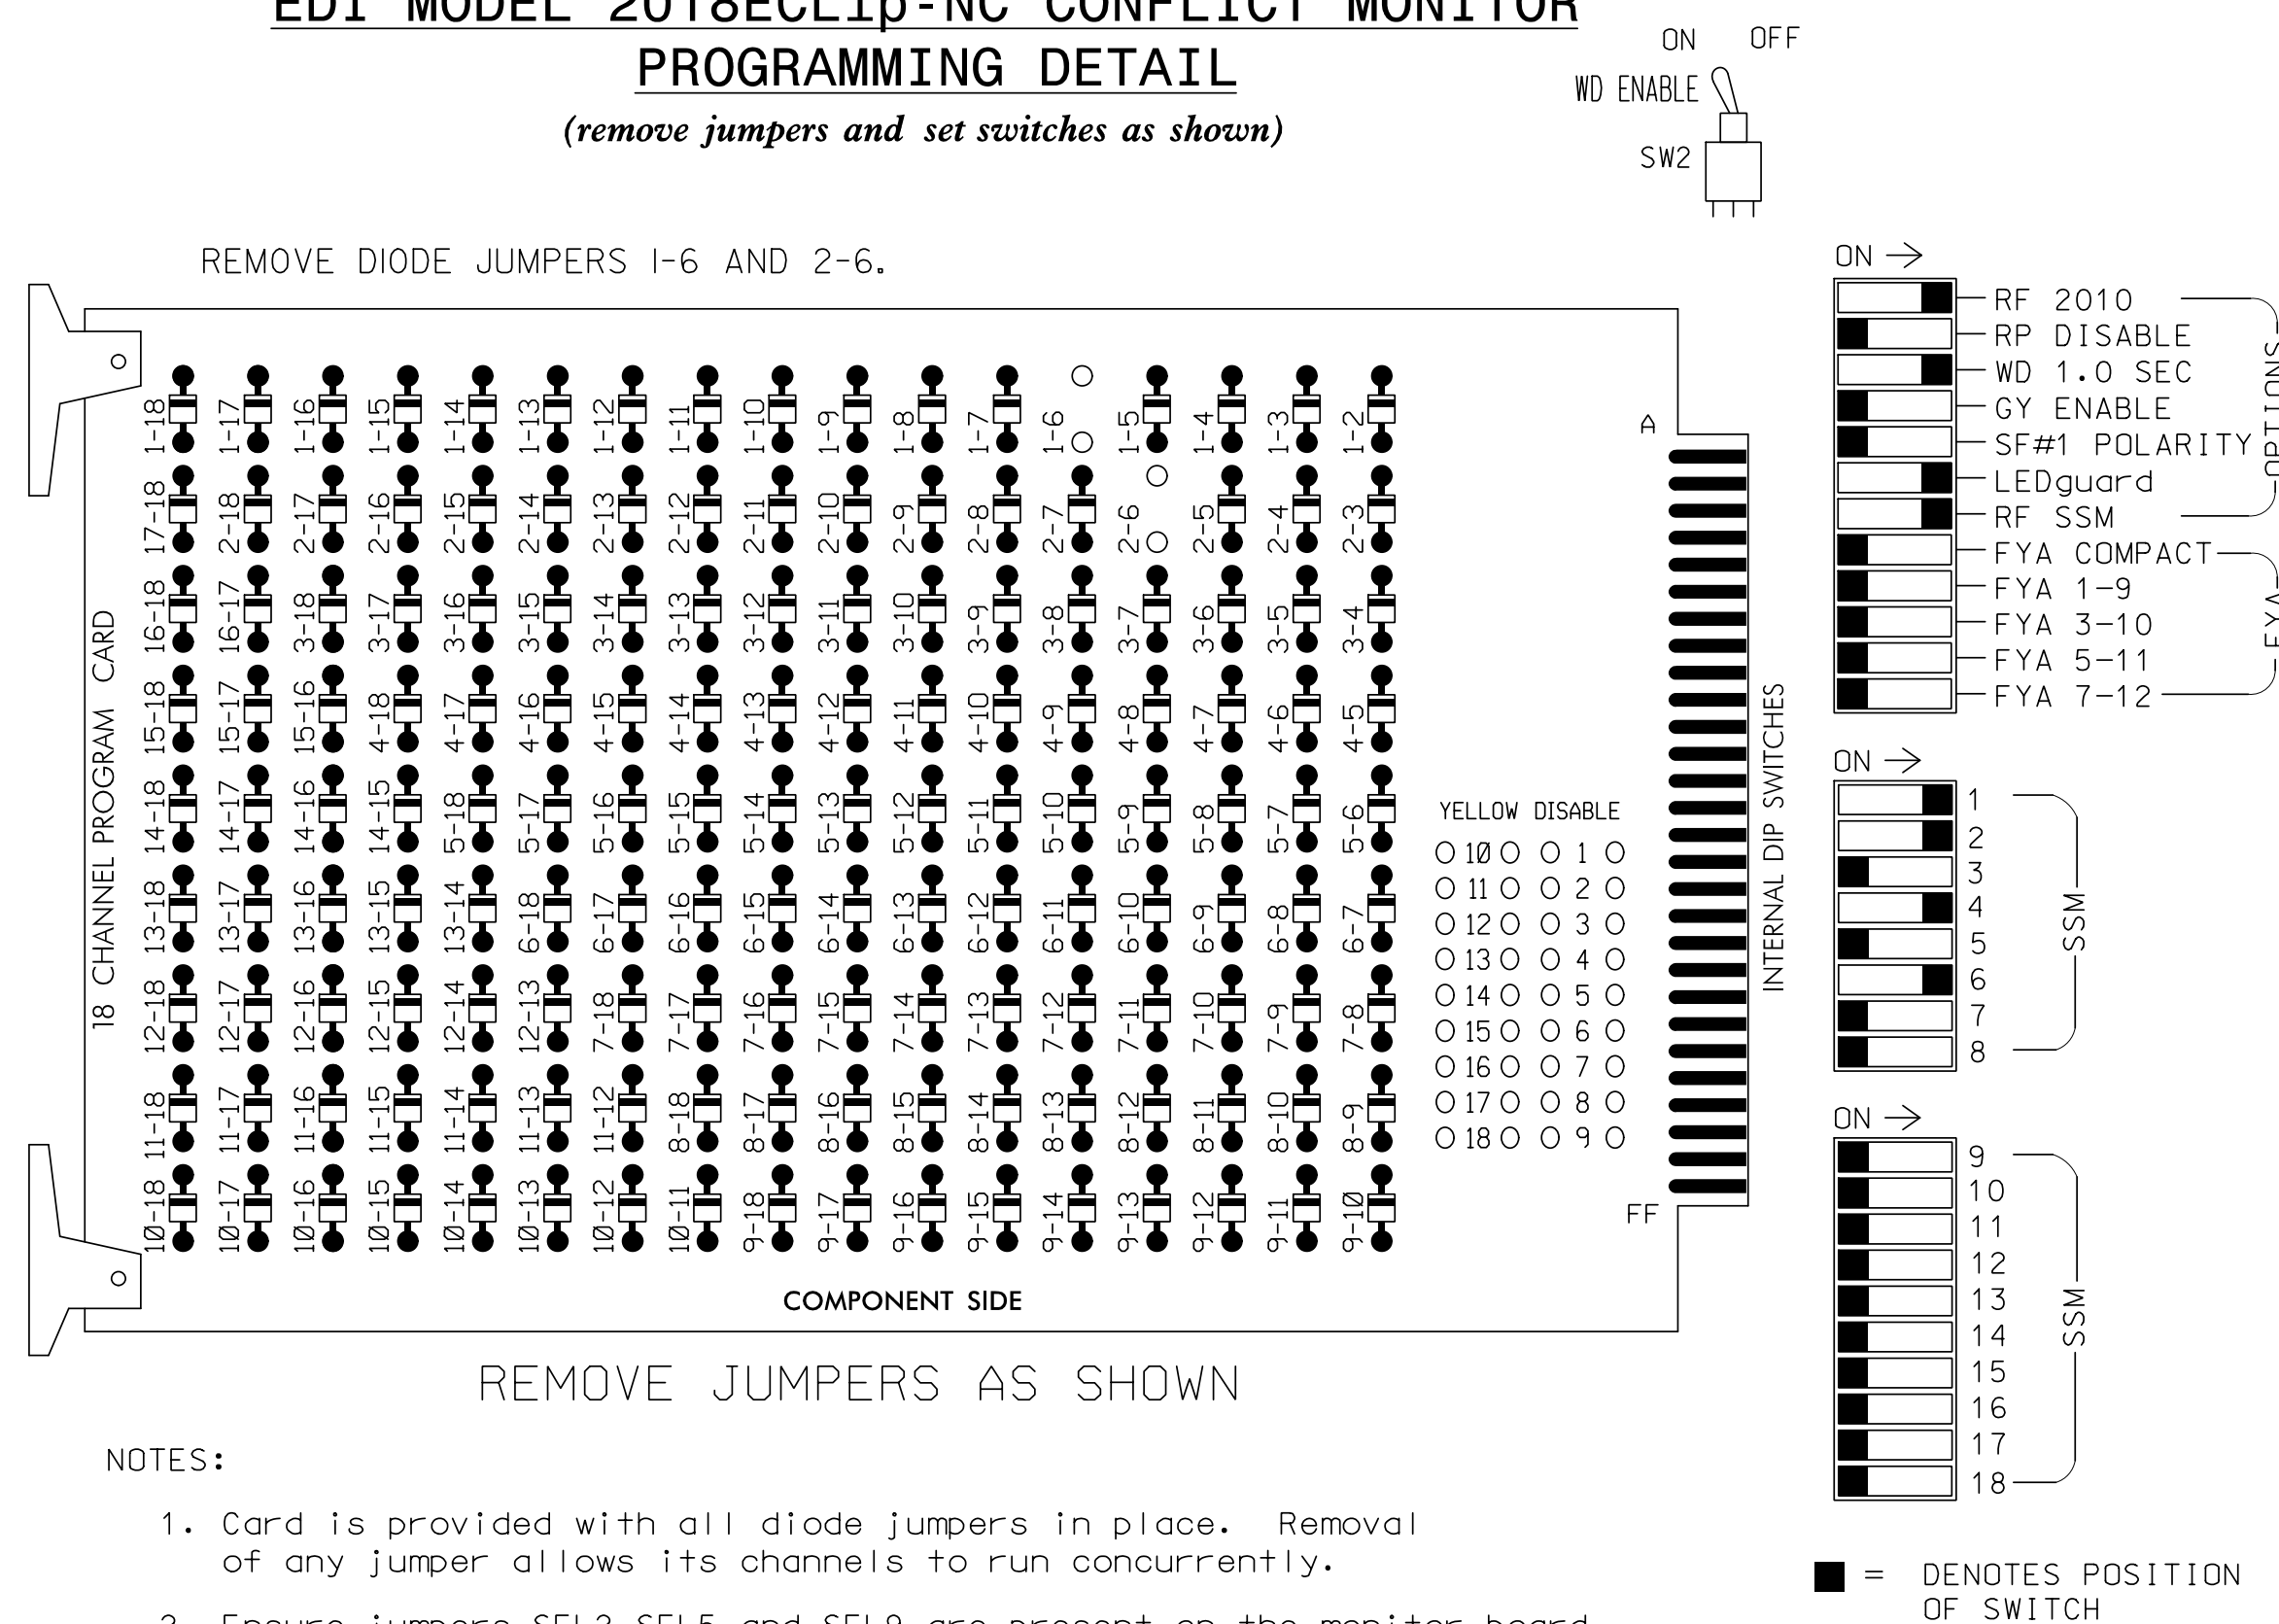 EDI MODEL 2018ECLip-NC CONFLICT MONITOR
PROGRAMMING DETAIL
(remove jumpers and set switches as shown)
ON OFF
WD ENABLE
SW2
REMOVE DIODE JUMPERS 1-6 AND 2-6.
18 CHANNEL PROGRAM CARD
1-18 1-17 1-16 1-15 1-14 1-13 1-12 1-11 1-10 1-9 1-8 1-7 1-6 1-5 1-4 1-3 1-2
17-18 2-18 2-17 2-16 2-15 2-14 2-13 2-12 2-11 2-10 2-9 2-8 2-7 2-6 2-5 2-4 2-3
16-18 16-17 3-18 3-17 3-16 3-15 3-14 3-13 3-12 3-11 3-10 3-9 3-8 3-7 3-6 3-5 3-4
15-18 15-17 15-16 4-18 4-17 4-16 4-15 4-14 4-13 4-12 4-11 4-10 4-9 4-8 4-7 4-6 4-5
14-18 14-17 14-16 14-15 5-18 5-17 5-16 5-15 5-14 5-13 5-12 5-11 5-10 5-9 5-8 5-7 5-6
13-18 13-17 13-16 13-15 13-14 6-18 6-17 6-16 6-15 6-14 6-13 6-12 6-11 6-10 6-9 6-8 6-7
12-18 12-17 12-16 12-15 12-14 12-13 7-18 7-17 7-16 7-15 7-14 7-13 7-12 7-11 7-10 7-9 7-8
11-18 11-17 11-16 11-15 11-14 11-13 11-12 8-18 8-17 8-16 8-15 8-14 8-13 8-12 8-11 8-10 8-9
10-18 10-17 10-16 10-15 10-14 10-13 10-12 10-11 9-18 9-17 9-16 9-15 9-14 9-13 9-12 9-11 9-10
A
YELLOW DISABLE
10 1
11 2
12 3
13 4
14 5
15 6
16 7
17 8
18 9
FF
COMPONENT SIDE
INTERNAL DIP SWITCHES
ON
RF 2010
RP DISABLE
WD 1.0 SEC
GY ENABLE
SF#1 POLARITY
LEDguard
RF SSM
OPTIONS
FYA COMPACT
FYA 1-9
FYA 3-10
FYA 5-11
FYA 7-12
FYA
ON
1
2
3
4
5
6
7
8
SSM
ON
9
10
11
12
13
14
15
16
17
18
SSM
= DENOTES POSITION
OF SWITCH
REMOVE JUMPERS AS SHOWN
NOTES:
1. Card is provided with all diode jumpers in place. Removal
of any jumper allows its channels to run concurrently.
2. Ensure jumpers SEL2-SEL5 and SEL9 are present on the monitor board.